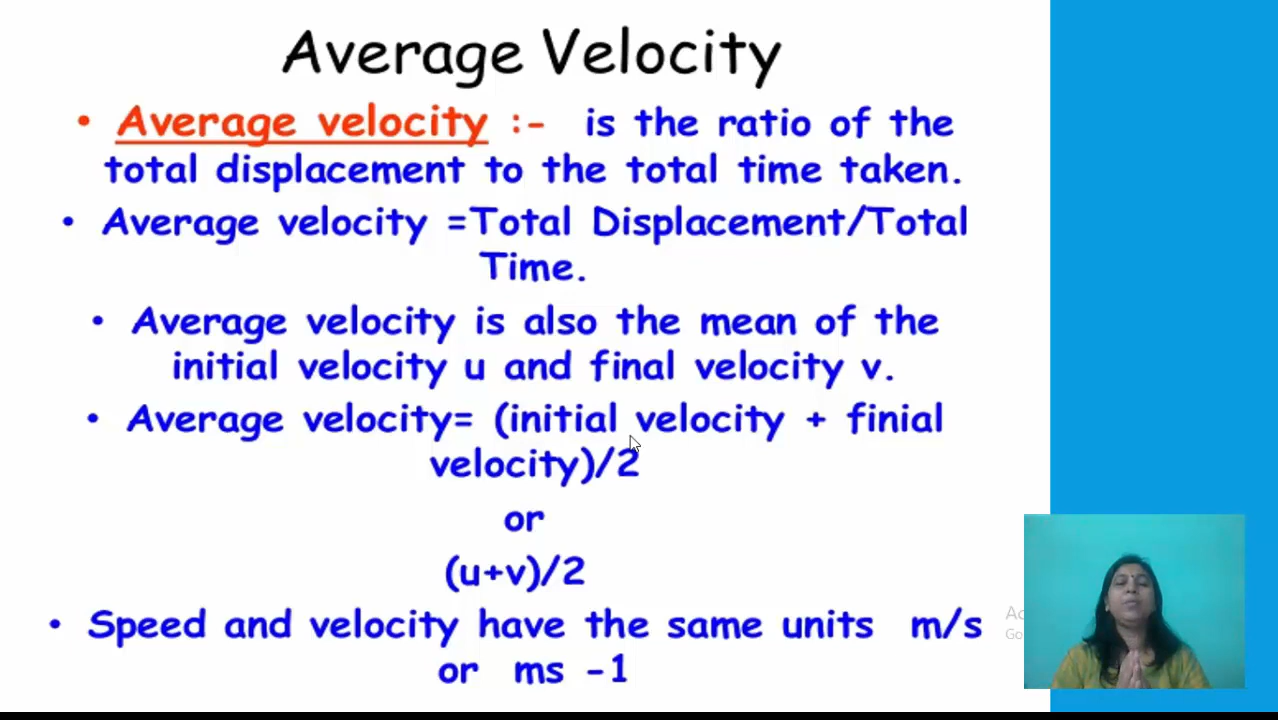 Average Velocity
• Average velocity :- is the ratio of the
total displacement to the total time taken.
• Average velocity =Total Displacement/Total
Time.
• Average velocity is also the mean of the
initial velocity u and final velocity v.
• Average velocity= (initial velocity + finial
velocity)/2
or
(u+v)/2
• Speed and velocity have the same units m/s
or ms -1
Ac
Go